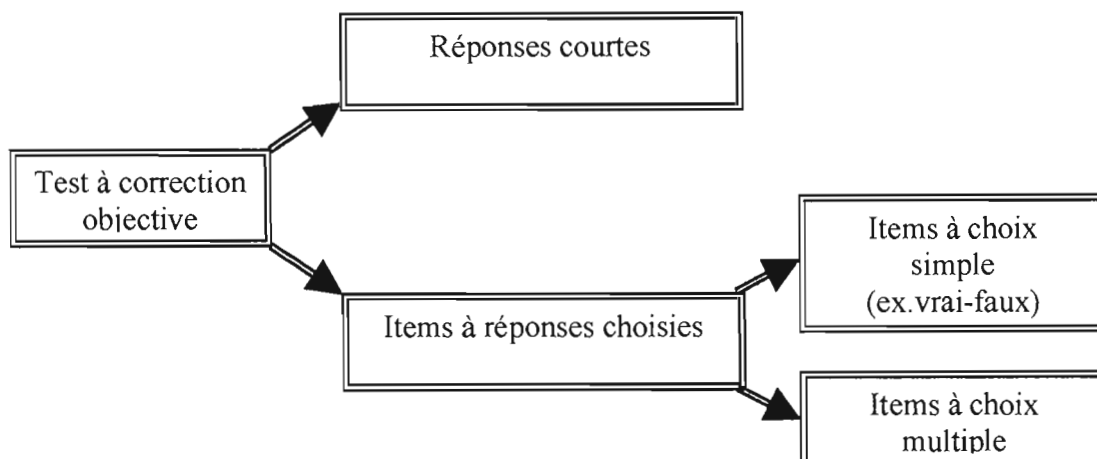 Réponses courtes
Test à correction
objective
Items à choix
simple
(ex.vrai-faux)
Items à réponses choisies
Items à choix
multiple